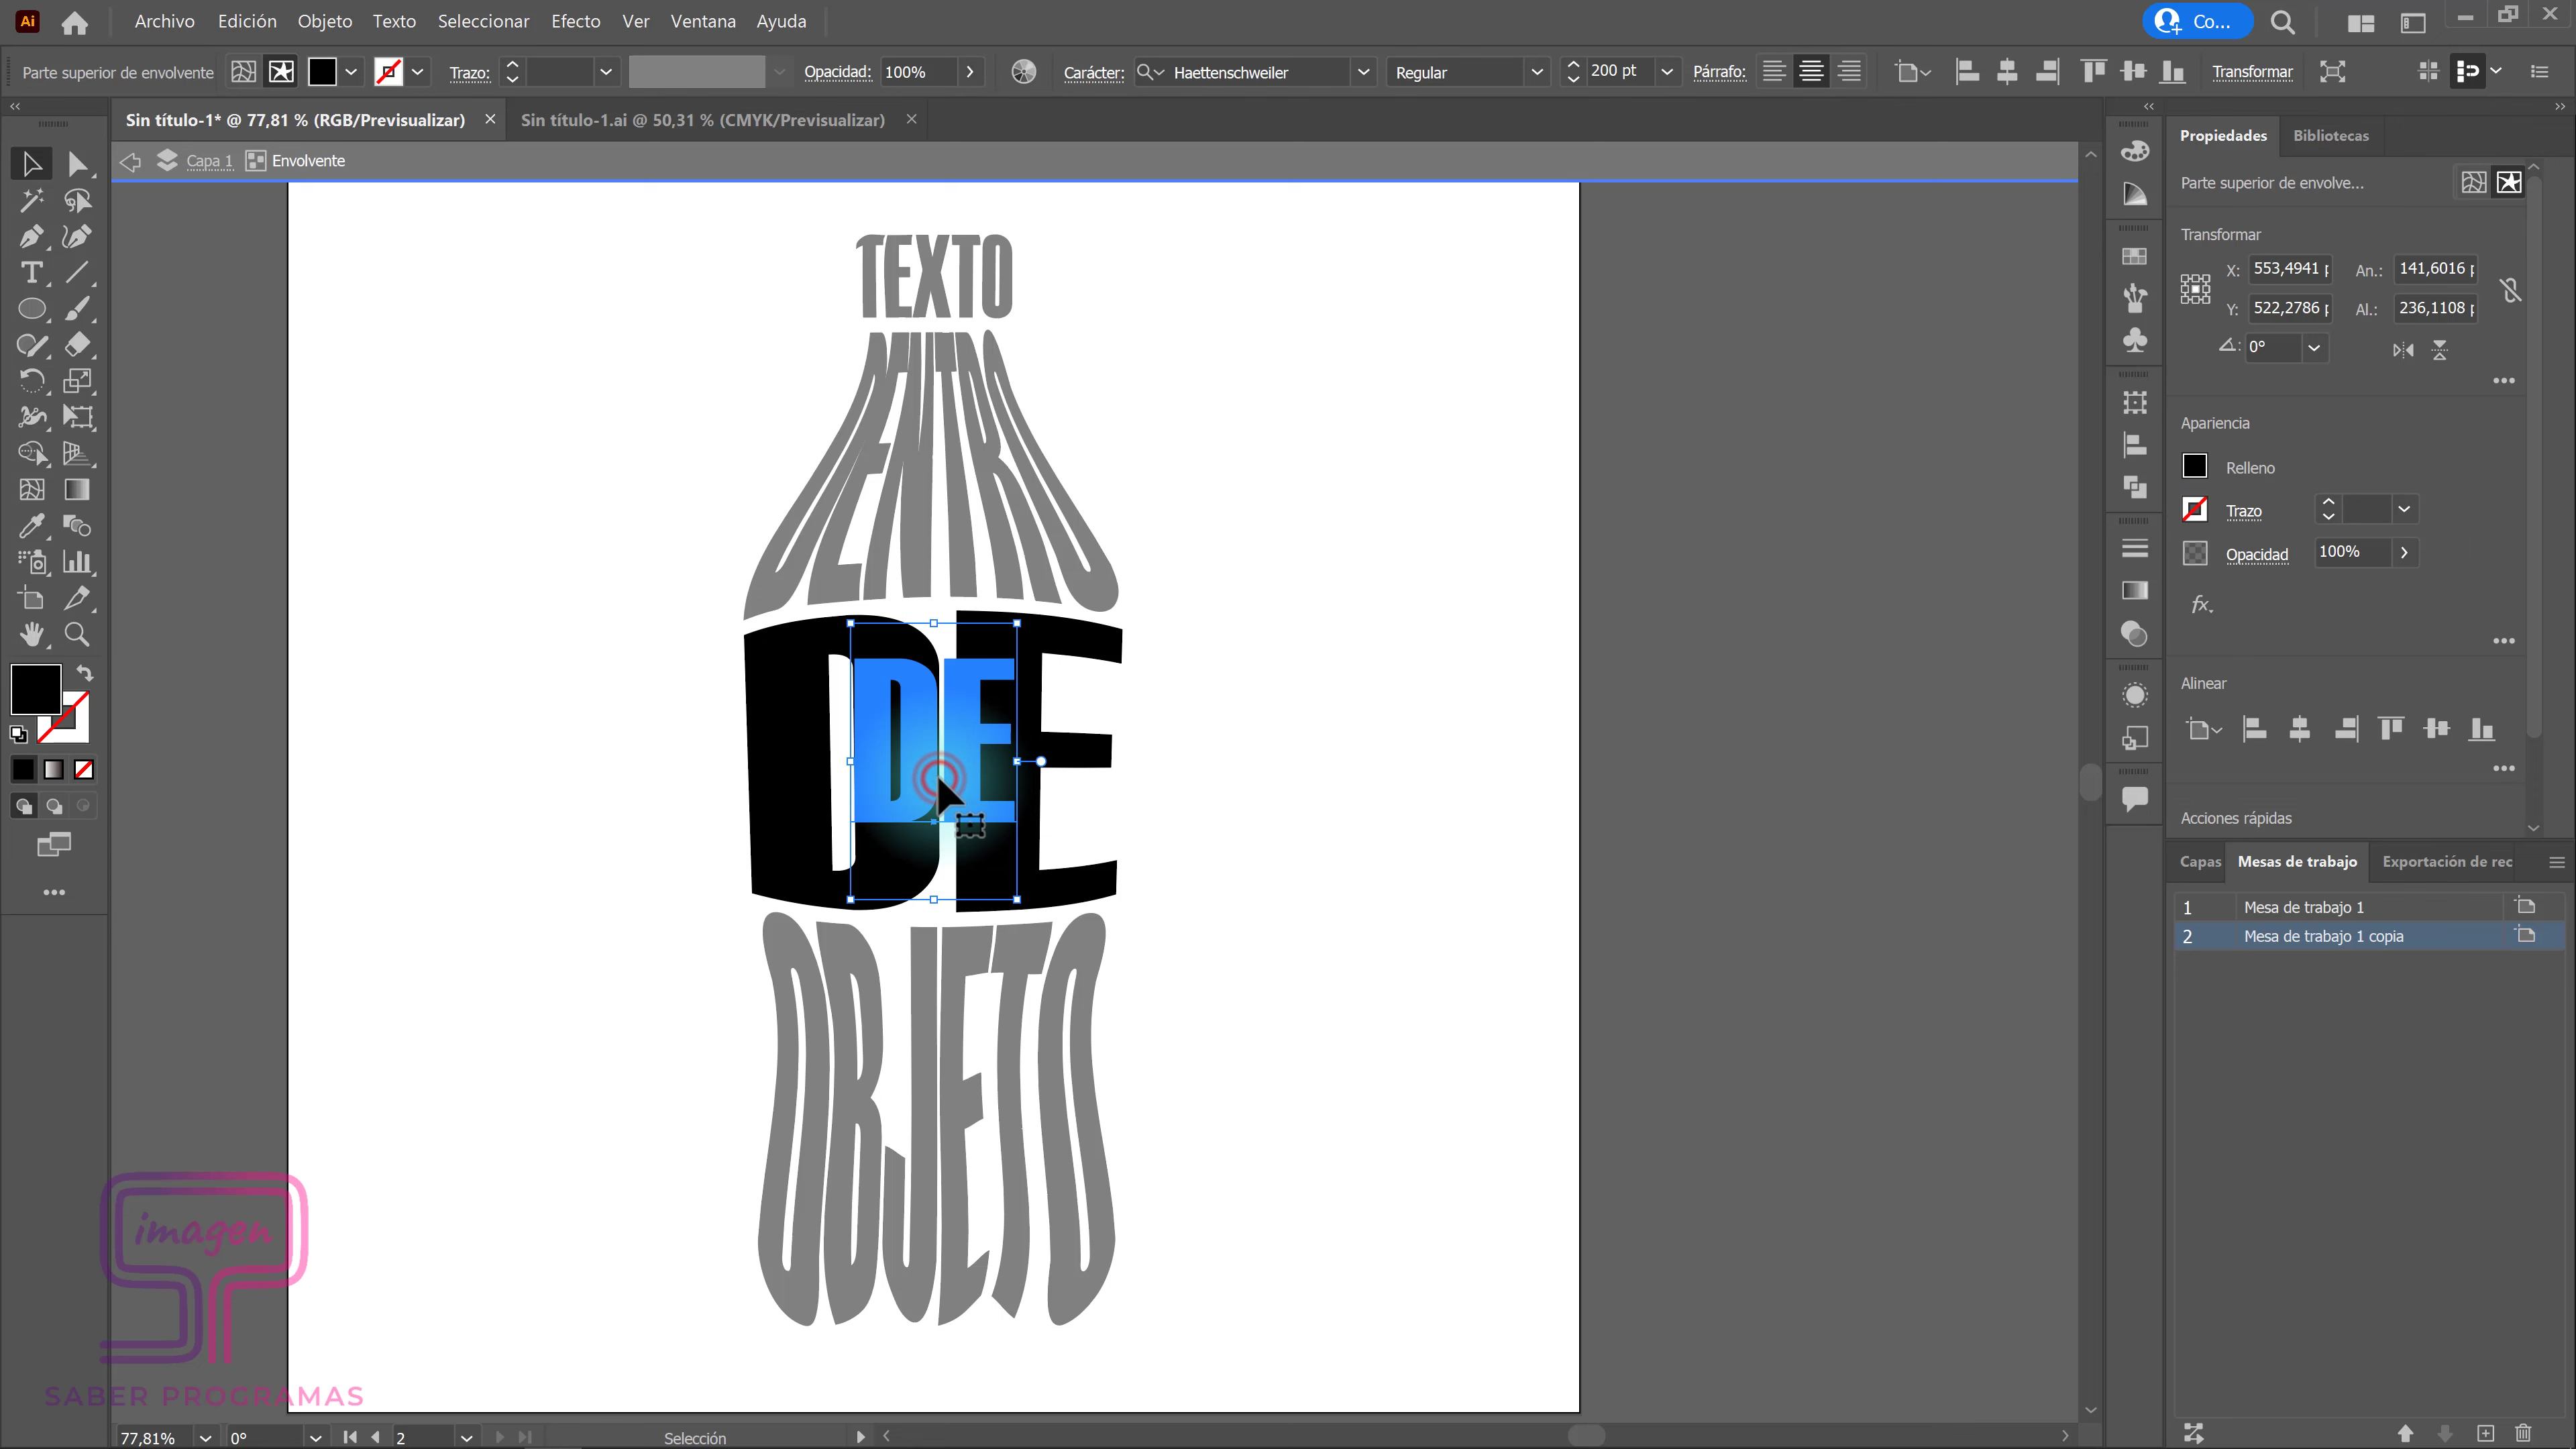 Ai
Archivo
Edición
Objeto
Texto
Seleccionar
Efecto
Ver
Ventana
Ayuda
Co...
Parte superior de envolvente
Trazo:
Opacidad:
100%
Carácter:
Haettenschweiler
Regular
200 pt
Párrafo:
Transformar
Sin título-1* @ 77,81 % (RGB/Previsualizar)
Sin título-1.ai @ 50,31 % (CMYK/Previsualizar)
Capa 1
Envolvente
TEXTO
DENTRO
DE
DE
OBJETO
Propiedades
Bibliotecas
Parte superior de envolve...
Transformar
X: 553,4941 p
An.: 141,6016 p
Y: 522,2786 p
Al.: 236,1108 p
0°
Apariencia
Relleno
Trazo
Opacidad
100%
fx.
Alinear
Acciones rápidas
Capas
Mesas de trabajo
Exportación de rec
1 Mesa de trabajo 1
2 Mesa de trabajo 1 copia
imagen
SABER PROGRAMAS
77,81%
0°
2
Selección